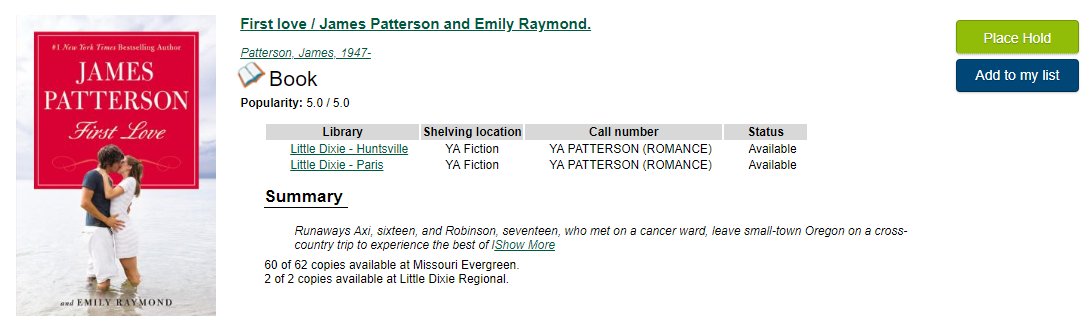 #1 New York Times Bestselling Author
JAMES
PATTERSON
First Love
and EMILY RAYMOND
First love / James Patterson and Emily Raymond.
Patterson, James, 1947-
Book
Popularity: 5.0 / 5.0
Place Hold
Add to my list
Library Shelving location Call number Status
Little Dixie - Huntsville YA Fiction YA PATTERSON (ROMANCE) Available
Little Dixie - Paris YA Fiction YA PATTERSON (ROMANCE) Available
Summary
Runaways Axi, sixteen, and Robinson, seventeen, who met on a cancer ward, leave small-town Oregon on a cross-
country trip to experience the best of lShow More
60 of 62 copies available at Missouri Evergreen.
2 of 2 copies available at Little Dixie Regional.